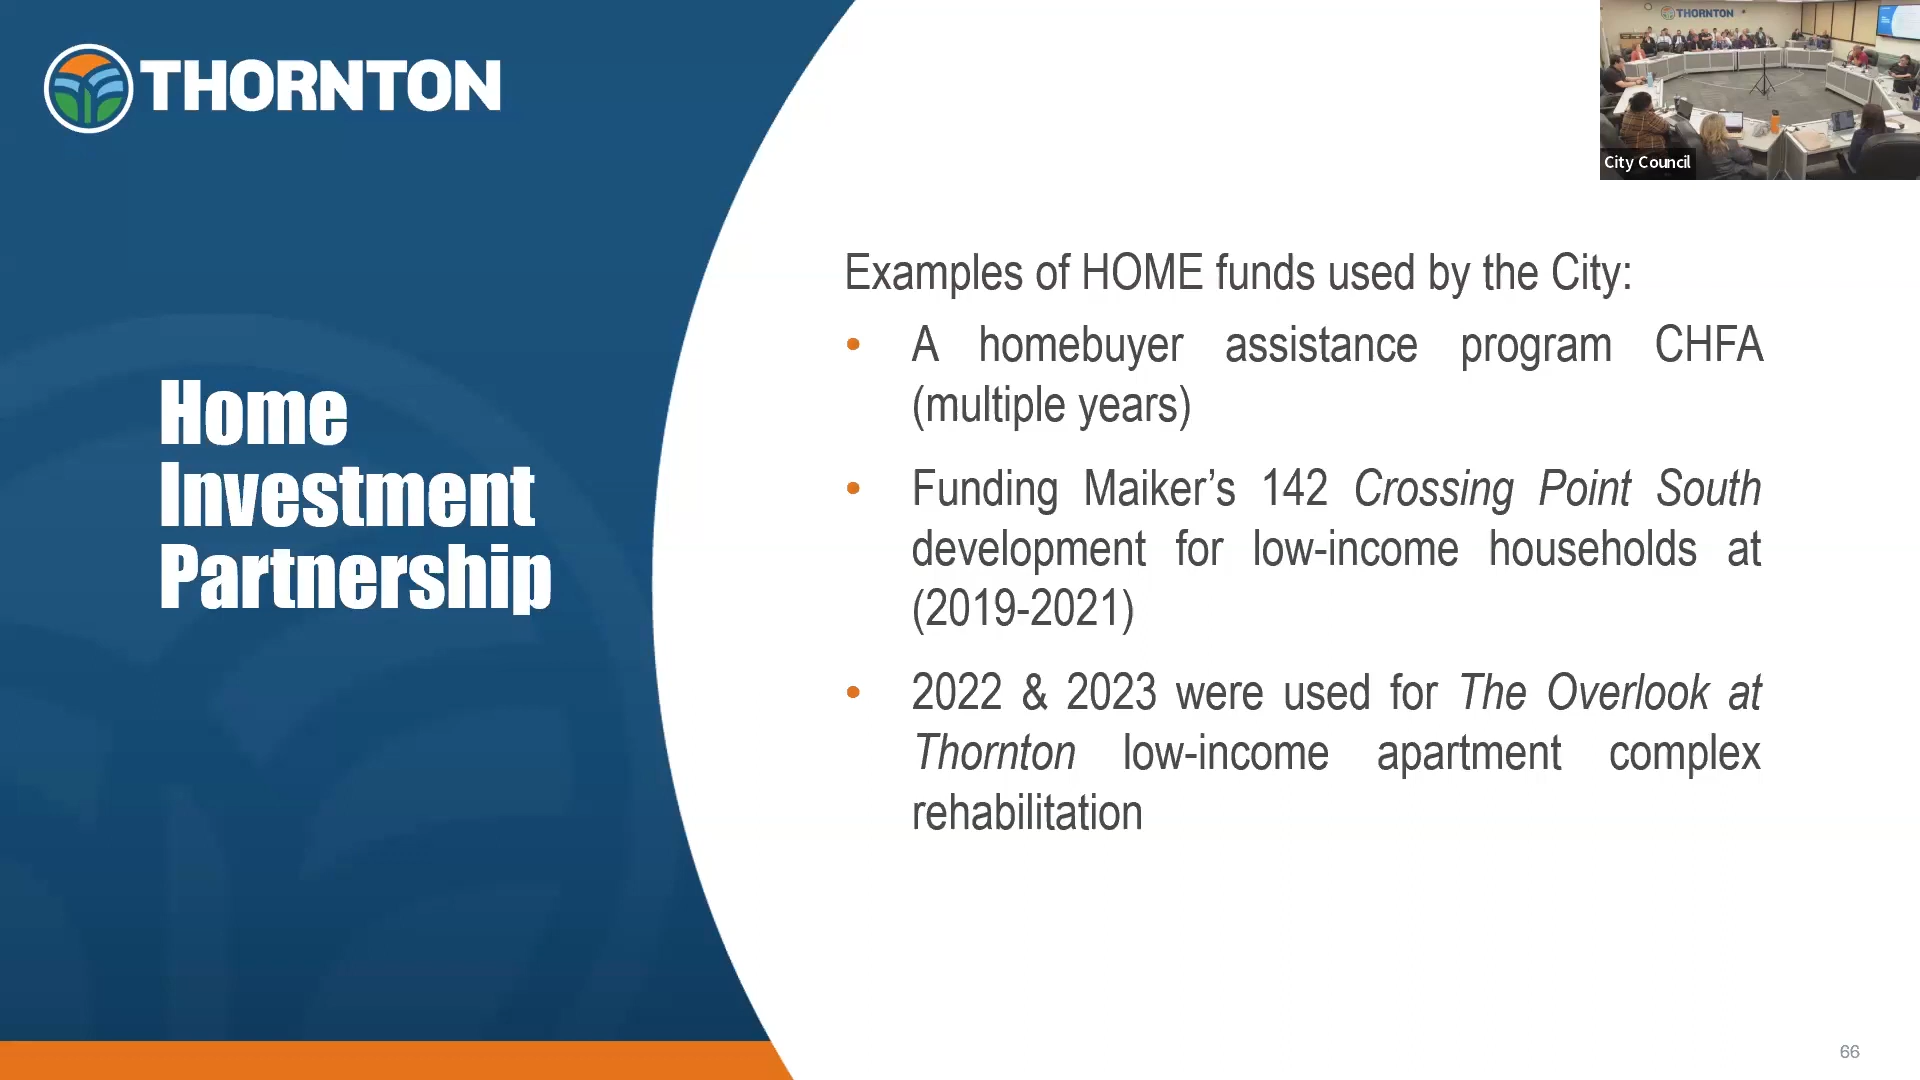 THORNTON
THORNTON
City Council
Home
Investment
Partnership
Examples of HOME funds used by the City:
• A homebuyer assistance program CHFA
(multiple years)
• Funding Maiker’s 142 Crossing Point South
development for low-income households at
(2019-2021)
• 2022 & 2023 were used for The Overlook at
Thornton low-income apartment complex
rehabilitation
66